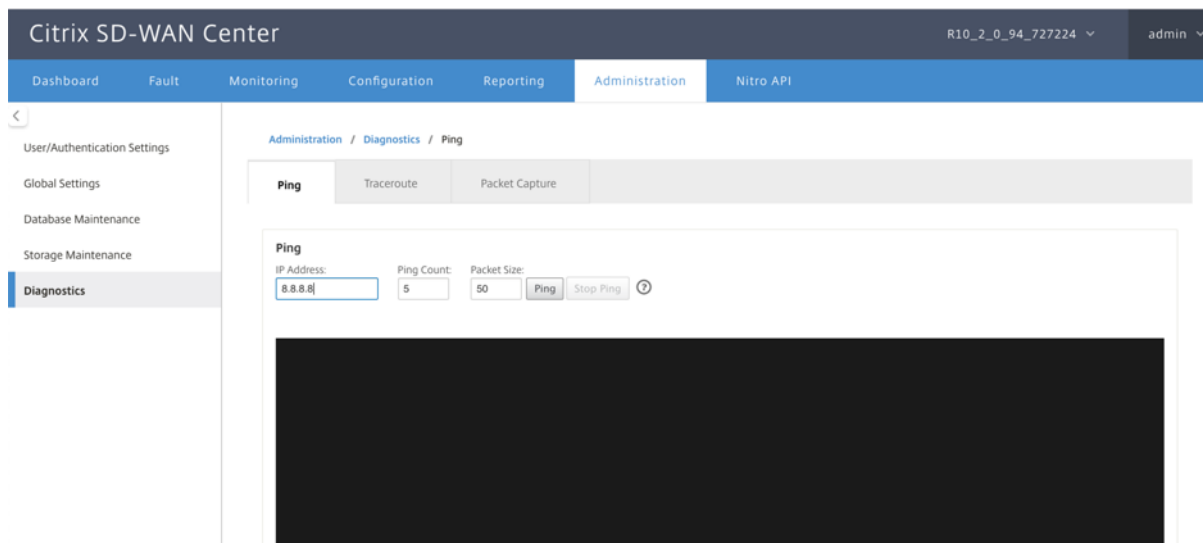 Citrix SD-WAN Center R10_2_0_94_727224 admin
Dashboard Fault Monitoring Configuration Reporting Administration Nitro API
User/Authentication Settings
Global Settings
Database Maintenance
Storage Maintenance
Diagnostics
Administration / Diagnostics / Ping
Ping Traceroute Packet Capture
Ping
IP Address: Ping Count: Packet Size:
8.8.8.8 5 50 Ping Stop Ping ?